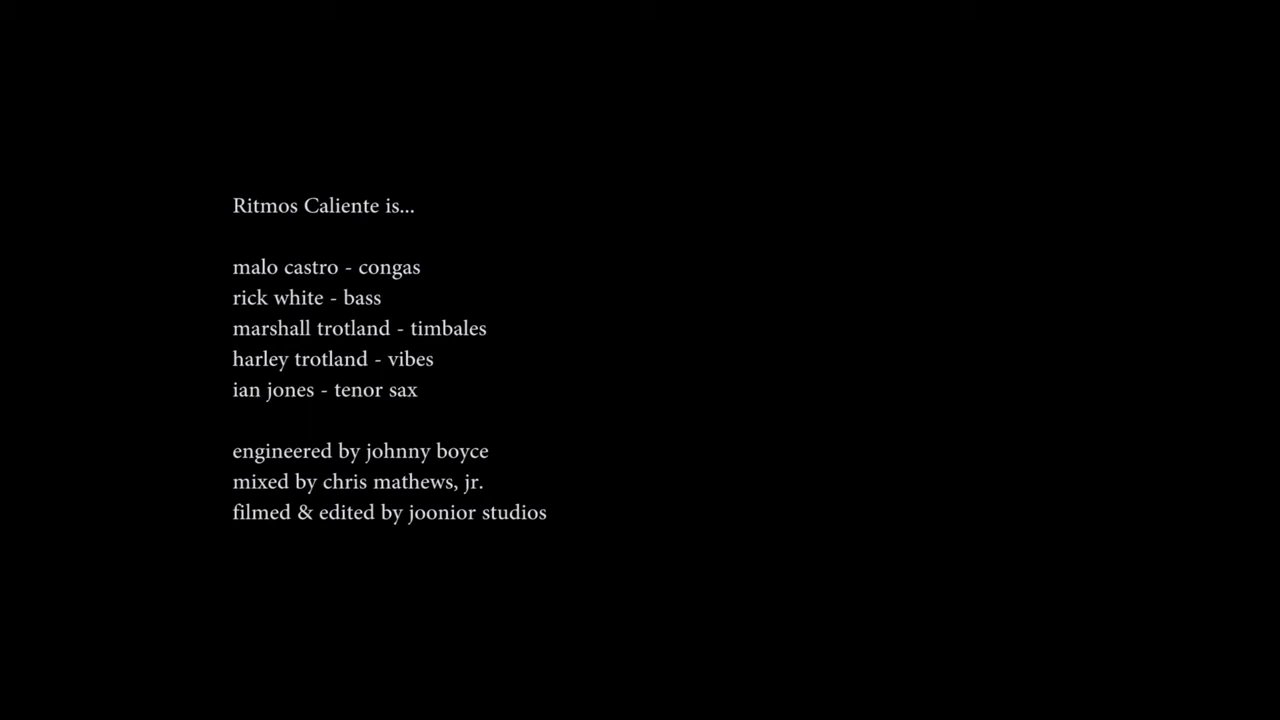 Ritmos Caliente is...
malo castro - congas
rick white - bass
marshall trotland - timbales
harley trotland - vibes
ian jones - tenor sax
engineered by johnny boyce
mixed by chris mathews, jr.
filmed & edited by joonior studios